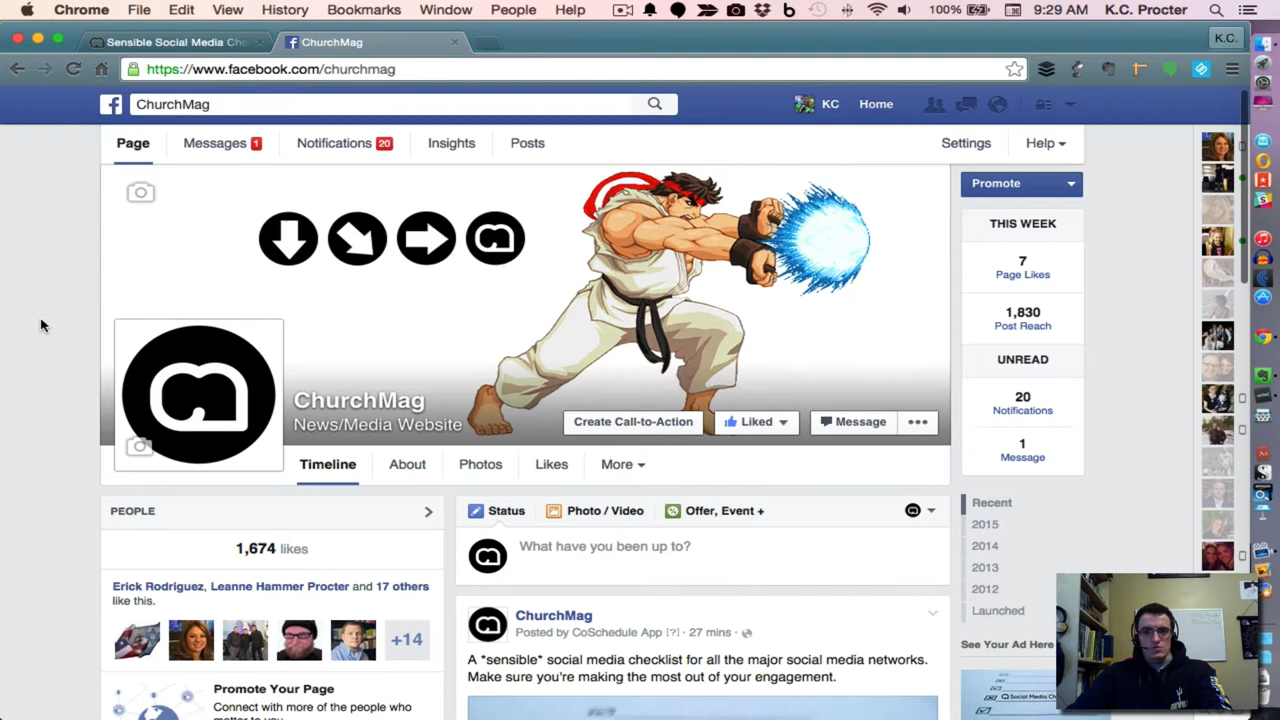 Chrome File Edit View History Bookmarks Window People Help 100% 9:29 AM K.C. Procter
Sensible Social Media Che
ChurchMag
K.C.
https://www.facebook.com/churchmag
ChurchMag
KC Home
Page Messages 1 Notifications 20 Insights Posts Settings Help
Promote
THIS WEEK
7
Page Likes
1,830
Post Reach
UNREAD
20
Notifications
1
Message
ChurchMag
News/Media Website
Create Call-to-Action Liked Message •••
Timeline About Photos Likes More
Recent
2015
2014
2013
2012
Launched
See Your Ad Here
PEOPLE
1,674 likes
Erick Rodriguez, Leanne Hammer Procter and 17 others
like this.
+14
Promote Your Page
Connect with more of the people who
matter to you
Status Photo / Video Offer, Event +
What have you been up to?
ChurchMag
Posted by CoSchedule App [?] · 27 mins ·
A *sensible* social media checklist for all the major social media networks.
Make sure you're making the most out of your engagement.